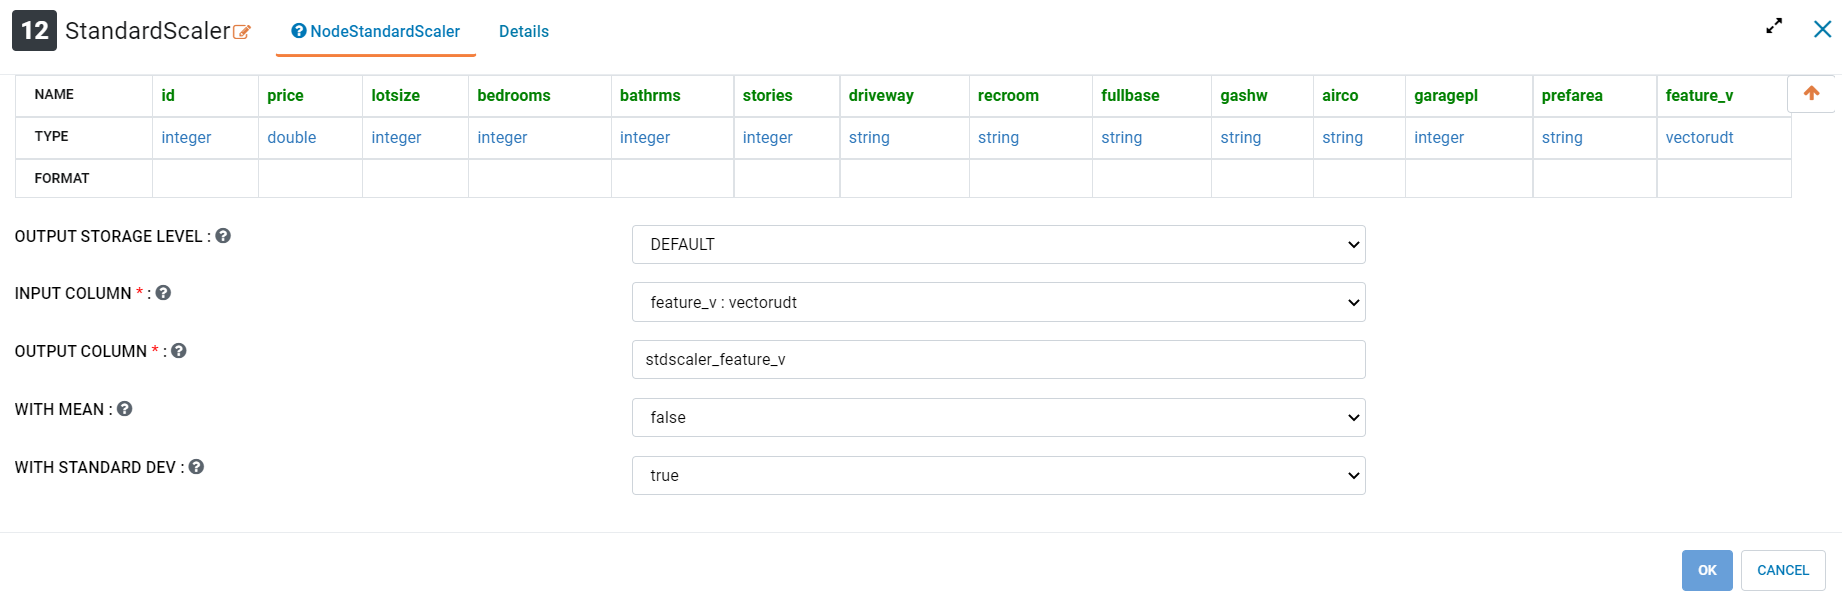 12 StandardScaler NodeStandardScaler Details
NAME id price lotsize bedrooms bathrms stories driveway recroom fullbase gashw airco garagepl prefarea feature_v
TYPE integer double integer integer integer integer string string string string string integer string vectorudt
FORMAT
OUTPUT STORAGE LEVEL : DEFAULT
INPUT COLUMN * : feature_v : vectorudt
OUTPUT COLUMN * : stdscaler_feature_v
WITH MEAN : false
WITH STANDARD DEV : true
OK CANCEL